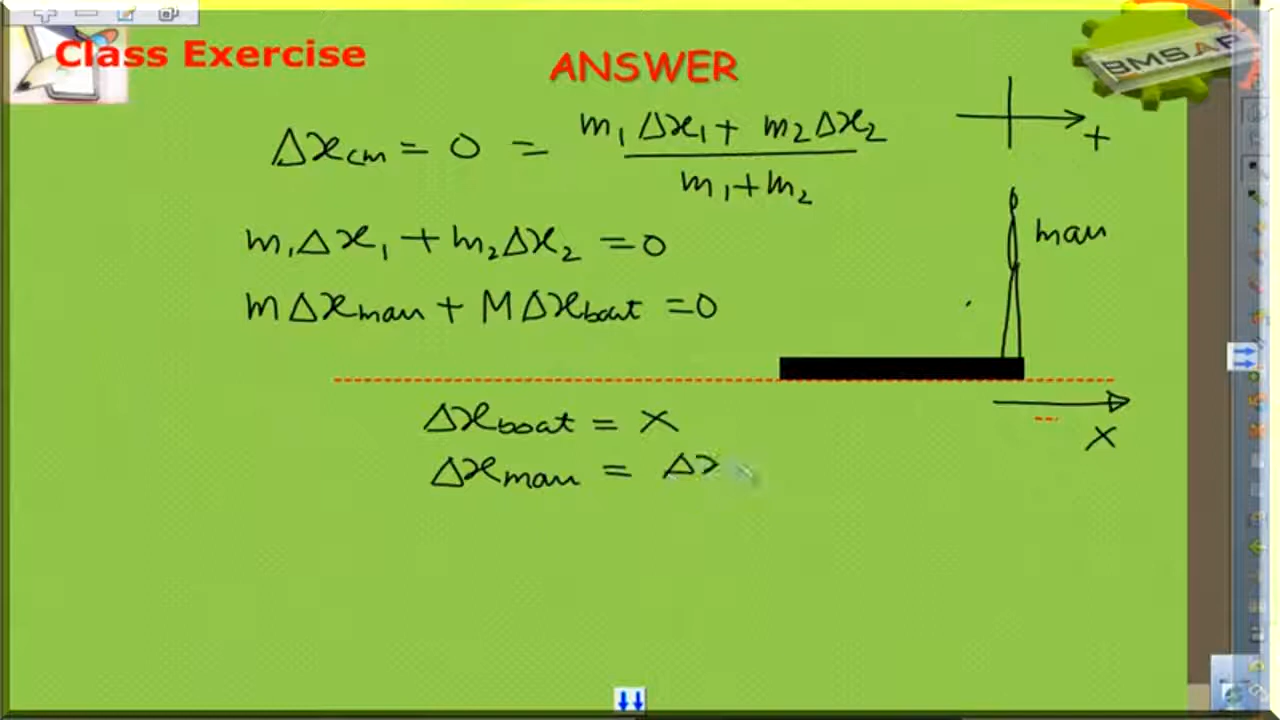 Class Exercise
ANSWER
BMSAP
Δx_cm = 0 = (m₁Δx₁ + m₂Δx₂) / (m₁ + m₂)
+
m₁Δx₁ + m₂Δx₂ = 0
man
mΔx_man + MΔx_boat = 0
Δx_boat = x
x
Δx_man = Δx